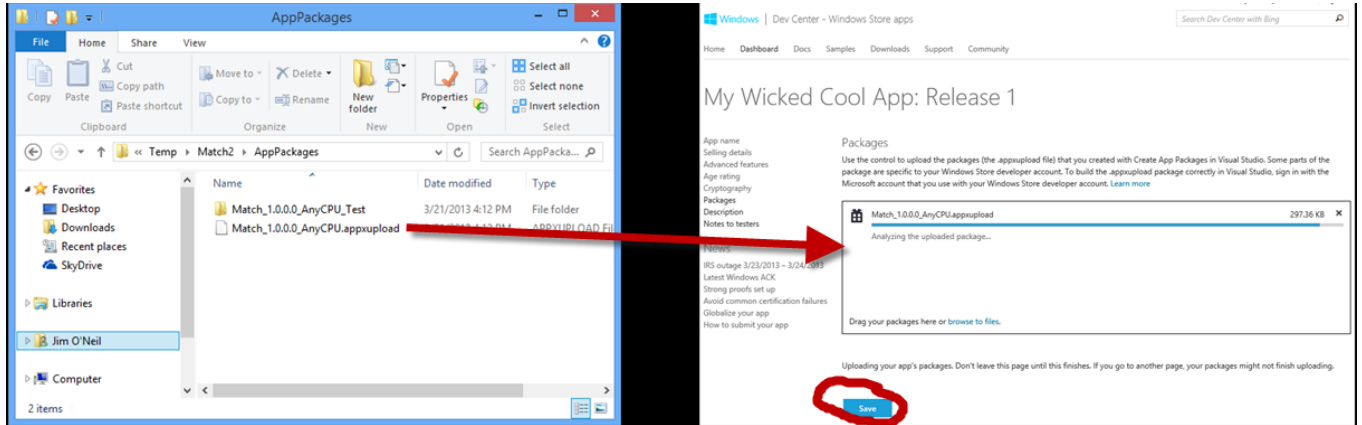 AppPackages
File Home Share View
Copy
Paste
Cut
Copy path
Paste shortcut
Clipboard
Move to
Copy to
Delete
Rename
Organize
New
folder
New
Properties
Open
Select all
Select none
Invert selection
Select
« Temp Match2 AppPackages
Search AppPacka...
Favorites
Desktop
Downloads
Recent places
SkyDrive
Libraries
Jim O'Neil
Computer
Name Date modified Type
Match_1.0.0.0_AnyCPU_Test 3/21/2013 4:12 PM File folder
Match_1.0.0.0_AnyCPU.appxupload APPXUPLOAD Fil
2 items
Windows | Dev Center - Windows Store apps
Search Dev Center with Bing
Home Dashboard Docs Samples Downloads Support Community
My Wicked Cool App: Release 1
App name
Selling details
Advanced features
Age rating
Cryptography
Packages
Description
Notes to testers
News
IRS outage 3/23/2013 – 3/24/2013
Latest Windows ACK
Strong proofs set up
Avoid common certification failures
Globalize your app
How to submit your app
Packages
Use the control to upload the packages (the .appxupload file) that you created with Create App Packages in Visual Studio. Some parts of the
package are specific to your Windows Store developer account. To build the .appxupload package correctly in Visual Studio, sign in with the
Microsoft account that you use with your Windows Store developer account. Learn more
Match_1.0.0.0_AnyCPU.appxupload 297.36 KB
Analyzing the uploaded package...
Drag your packages here or browse to files.
Uploading your app's packages. Don't leave this page until this finishes. If you go to another page, your packages might not finish uploading.
Save